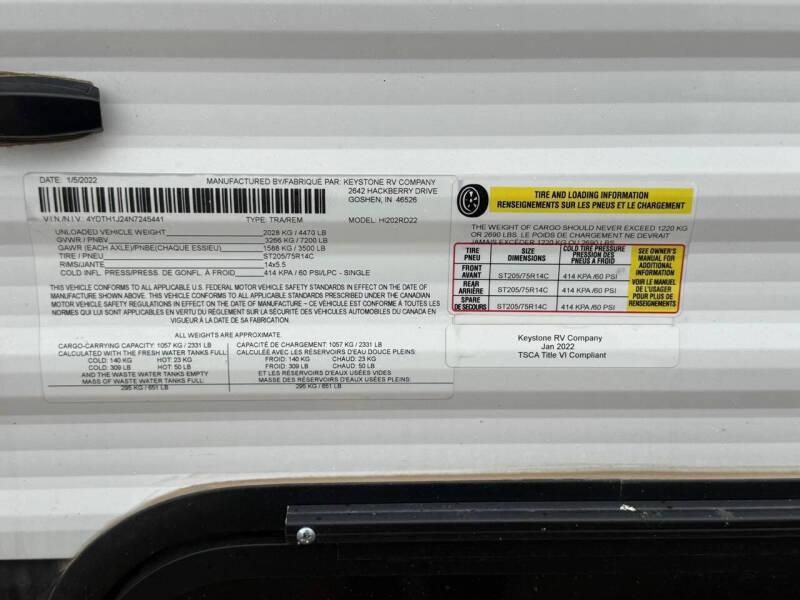 DATE: 1/5/2022 MANUFACTURED BY/FABRIQUÉ PAR: KEYSTONE RV COMPANY
2642 HACKBERRY DRIVE
GOSHEN, IN 46526
V.I.N./N.I.V.: 4YDTH1J24N7245441 TYPE: TRA/REM MODEL: HI202RD22
UNLOADED VEHICLE WEIGHT 2028 KG / 4470 LB
GVWR / PNBV 3266 KG / 7200 LB
GAWR (EACH AXLE)/PNBE(CHAQUE ESSIEU) 1588 KG / 3500 LB
TIRE / PNEU ST205/75R14C
RIMS/JANTE 14x5.5
COLD INFL. PRESS/PRESS. DE GONFL. À FROID 414 KPA / 60 PSI/LPC - SINGLE
THIS VEHICLE CONFORMS TO ALL APPLICABLE U.S. FEDERAL MOTOR VEHICLE SAFETY STANDARDS IN EFFECT ON THE DATE OF
MANUFACTURE SHOWN ABOVE. THIS VEHICLE CONFORMS TO ALL APPLICABLE STANDARDS PRESCRIBED UNDER THE CANADIAN
MOTOR VEHICLE SAFETY REGULATIONS IN EFFECT ON THE DATE OF MANUFACTURE. CE VÉHICULE EST CONFORME À TOUTES LES
NORMES QUI LUI SONT APPLICABLES EN VERTU DU RÈGLEMENT SUR LA SÉCURITÉ DES VÉHICULES AUTOMOBILES DU CANADA EN
VIGUEUR À LA DATE DE SA FABRICATION.
ALL WEIGHTS ARE APPROXIMATE
CARGO-CARRYING CAPACITY: 1057 KG / 2331 LB
CALCULATED WITH THE FRESH WATER TANKS FULL:
COLD: 140 KG HOT: 23 KG
COLD: 309 LB HOT: 50 LB
AND THE WASTE WATER TANKS EMPTY
MASS OF WASTE WATER TANKS FULL:
295 KG / 651 LB
CAPACITÉ DE CHARGEMENT: 1057 KG / 2331 LB
CALCULÉE AVEC LES RÉSERVOIRS D'EAU DOUCE PLEINS:
FROID: 140 KG CHAUD: 23 KG
FROID: 309 LB CHAUD: 50 LB
ET LES RÉSERVOIRS D'EAUX USÉES VIDES
MASSE DES RÉSERVOIRS D'EAUX USÉES PLEINS:
295 KG / 651 LB
TIRE AND LOADING INFORMATION
RENSEIGNEMENTS SUR LES PNEUS ET LE CHARGEMENT
THE WEIGHT OF CARGO SHOULD NEVER EXCEED 1220 KG
OR 2690 LBS. LE POIDS DE CHARGEMENT NE DEVRAIT
JAMAIS EXCÉDER 1220 KG OU 2690 LBS.
TIRE
PNEU
SIZE
DIMENSIONS
COLD TIRE PRESSURE
PRESSION DES
PNEUS A FROID
FRONT
AVANT
ST205/75R14C 414 KPA /60 PSI
REAR
ARRIÈRE
ST205/75R14C 414 KPA /60 PSI
SPARE
DE SECOURS
ST205/75R14C 414 KPA /60 PSI
SEE OWNER'S
MANUAL FOR
ADDITIONAL
INFORMATION
VOIR LE MANUEL
DE L'USAGER
POUR PLUS DE
RENSEIGNEMENTS
Keystone RV Company
Jan 2022
TSCA Title VI Compliant